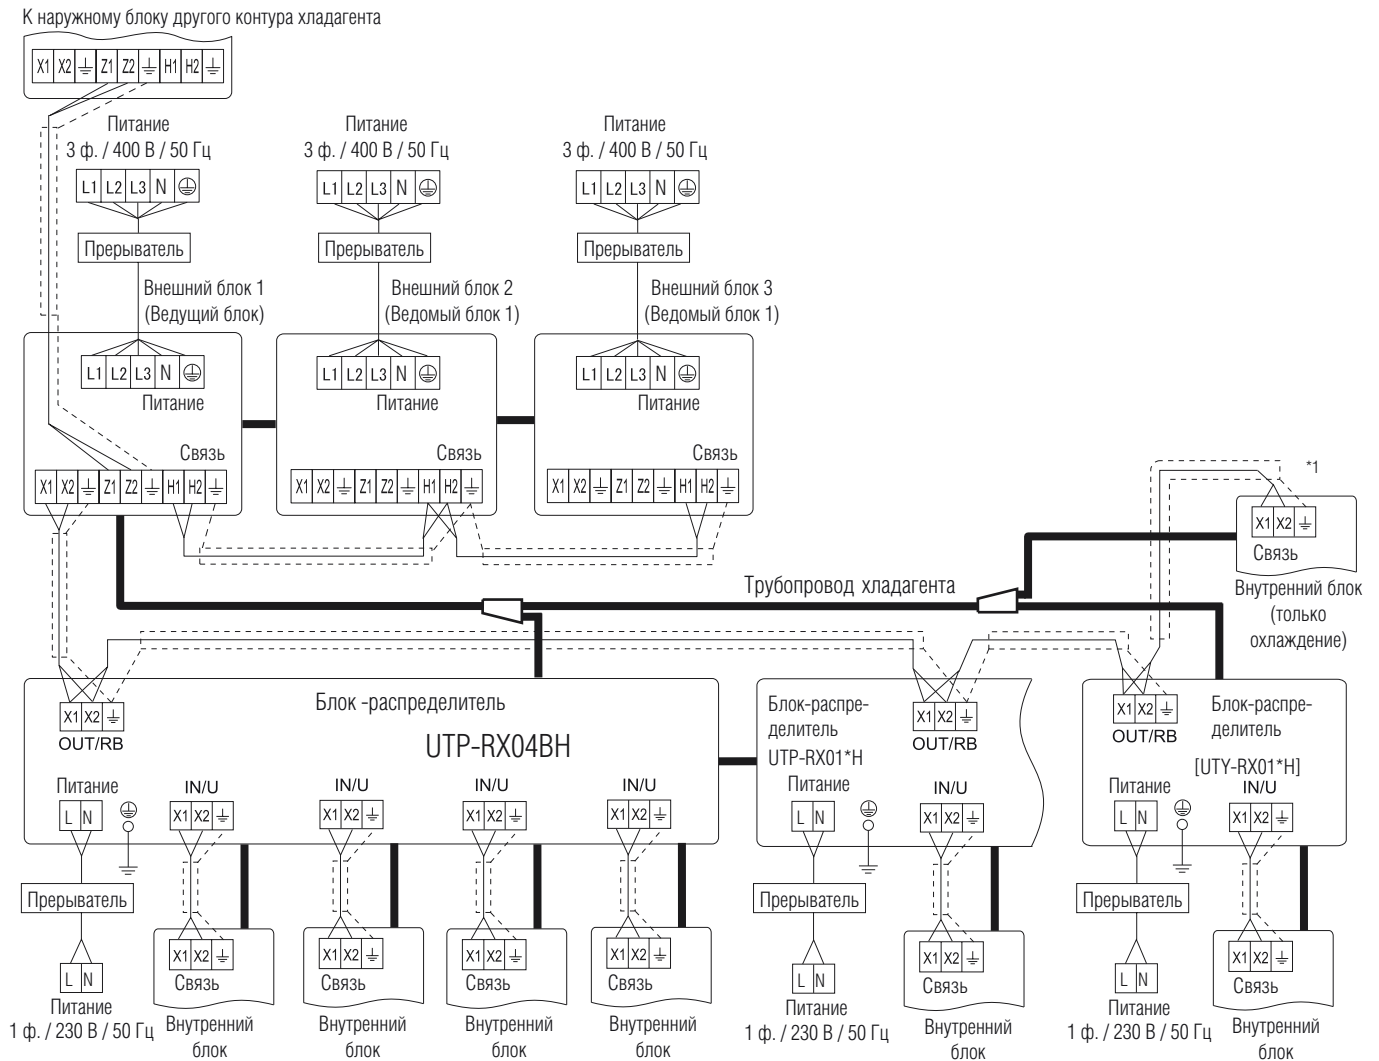 К наружному блоку другого контура хладагента
X1 X2 Z1 Z2 H1 H2
Питание
3 ф. / 400 В / 50 Гц
L1 L2 L3 N
Прерыватель
Внешний блок 1
(Ведущий блок)
L1 L2 L3 N
Питание
Связь
X1 X2 Z1 Z2 H1 H2
Питание
3 ф. / 400 В / 50 Гц
L1 L2 L3 N
Прерыватель
Внешний блок 2
(Ведомый блок 1)
L1 L2 L3 N
Питание
Связь
X1 X2 Z1 Z2 H1 H2
Питание
3 ф. / 400 В / 50 Гц
L1 L2 L3 N
Прерыватель
Внешний блок 3
(Ведомый блок 1)
L1 L2 L3 N
Питание
Связь
X1 X2 Z1 Z2 H1 H2
*1
X1 X2
Связь
Внутренний блок
(только
охлаждение)
Трубопровод хладагента
Блок -распределитель
UTP-RX04BH
X1 X2
OUT/RB
Питание
L N
Прерыватель
L N
Питание
1 ф. / 230 В / 50 Гц
IN/U
X1 X2
X1 X2
Связь
Внутренний
блок
IN/U
X1 X2
X1 X2
Связь
Внутренний
блок
IN/U
X1 X2
X1 X2
Связь
Внутренний
блок
IN/U
X1 X2
X1 X2
Связь
Внутренний
блок
Блок-распре-
делитель
UTP-RX01*H
X1 X2
OUT/RB
Питание
L N
Прерыватель
L N
Питание
1 ф. / 230 В / 50 Гц
IN/U
X1 X2
X1 X2
Связь
Внутренний
блок
X1 X2
OUT/RB
Блок-распре-
делитель
[UTY-RX01*H]
Питание
L N
Прерыватель
L N
Питание
1 ф. / 230 В / 50 Гц
IN/U
X1 X2
X1 X2
Связь
Внутренний
блок